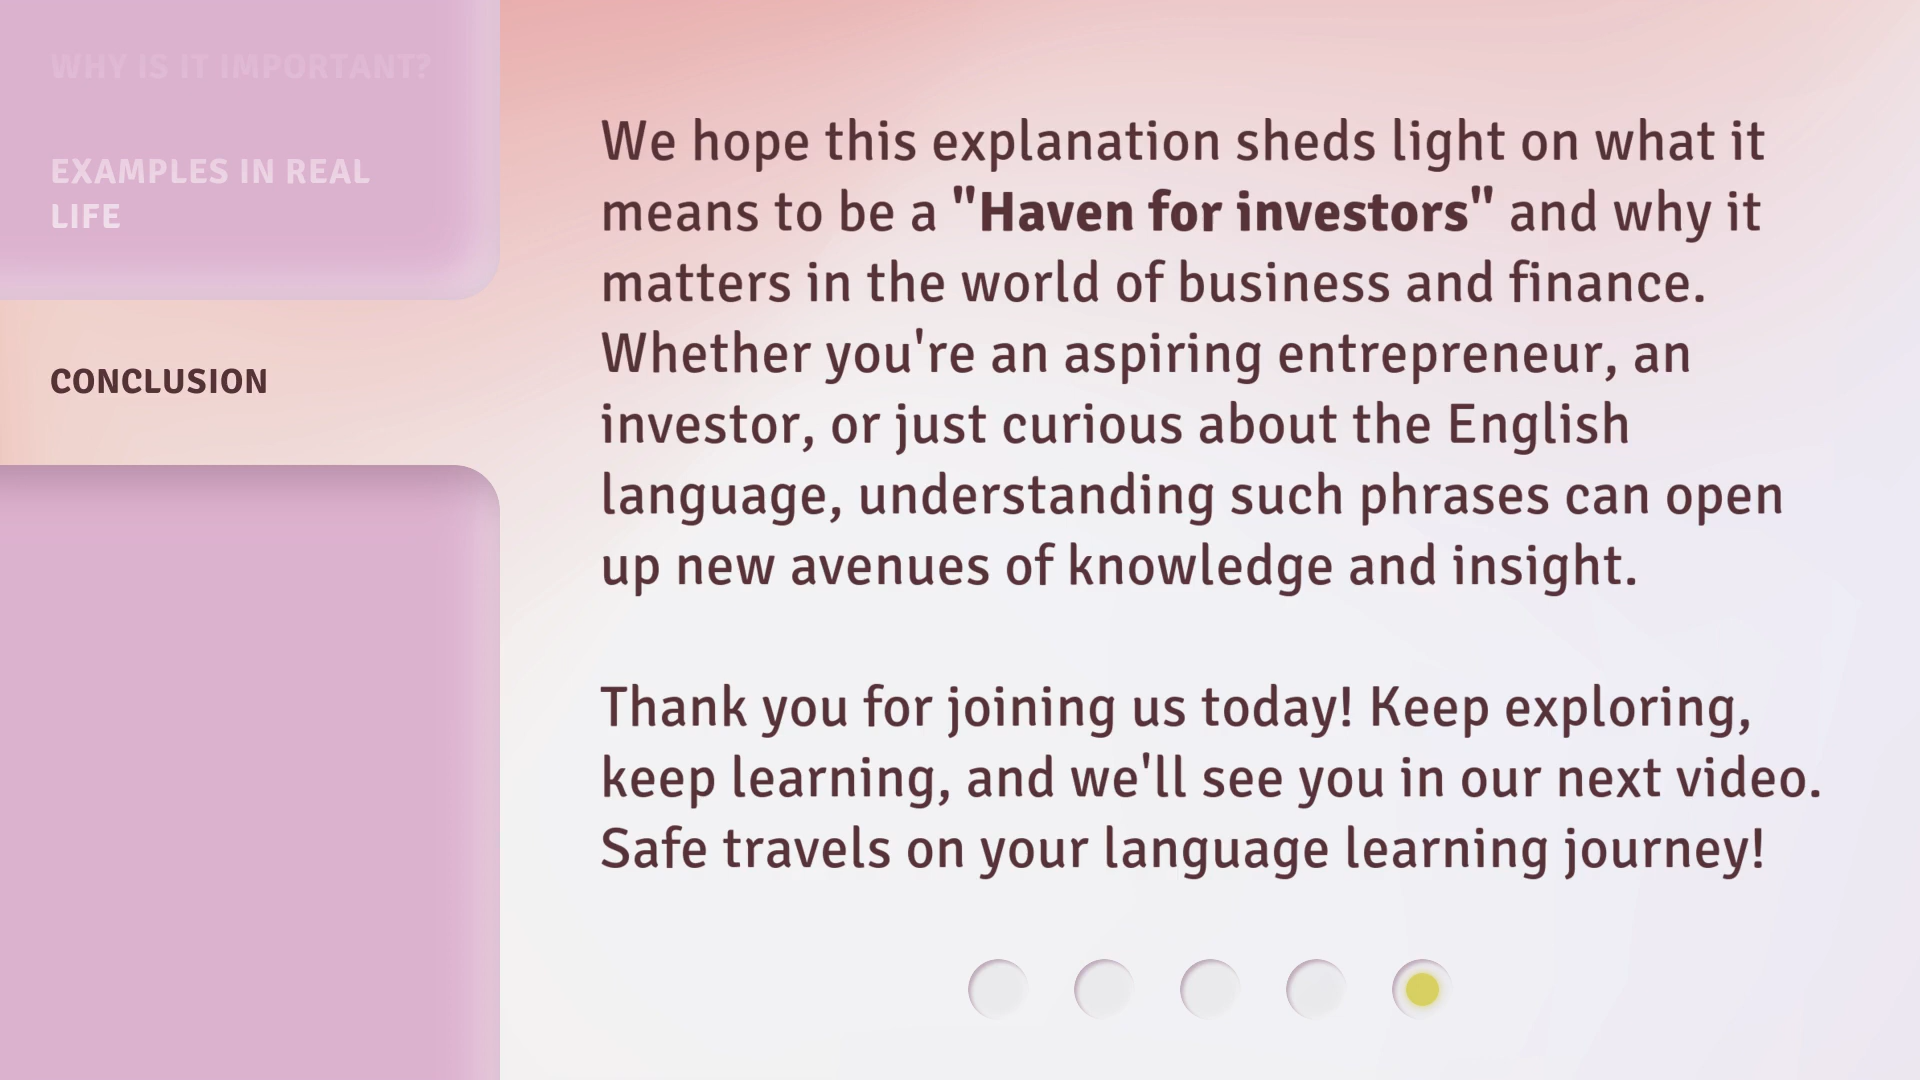 WHY IS IT IMPORTANT?
EXAMPLES IN REAL
LIFE
CONCLUSION
We hope this explanation sheds light on what it
means to be a "Haven for investors" and why it
matters in the world of business and finance.
Whether you're an aspiring entrepreneur, an
investor, or just curious about the English
language, understanding such phrases can open
up new avenues of knowledge and insight.
Thank you for joining us today! Keep exploring,
keep learning, and we'll see you in our next video.
Safe travels on your language learning journey!